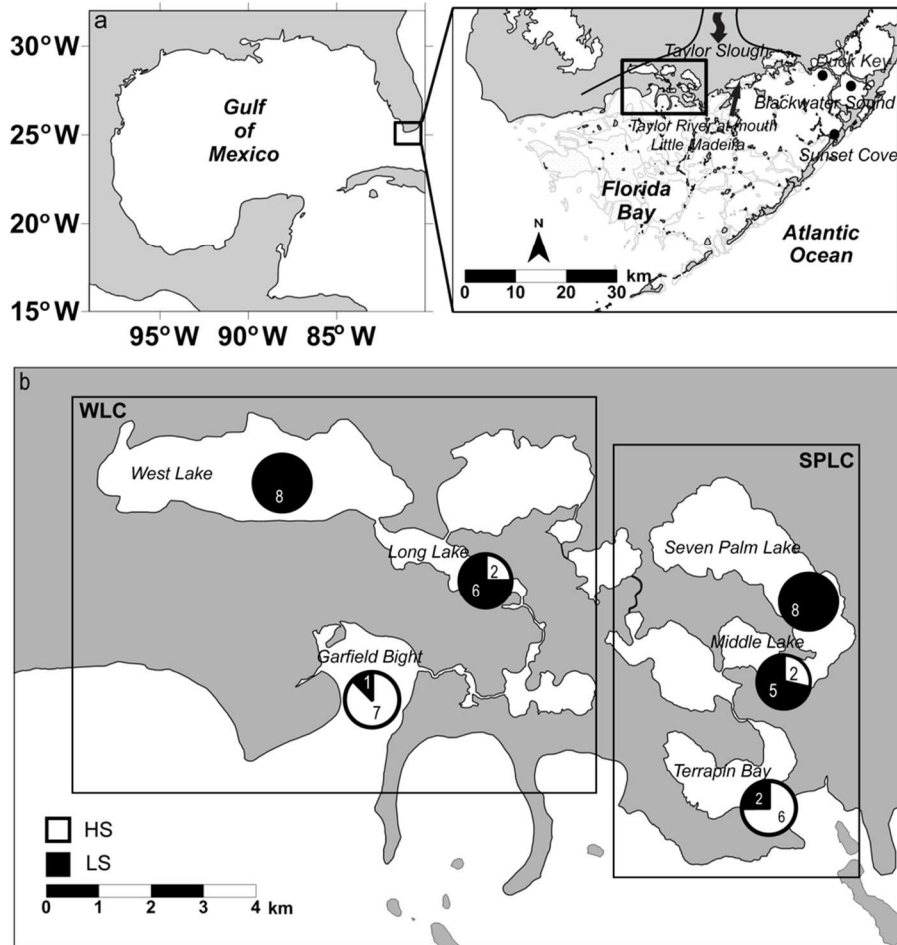 a
30° W
25° W
20° W
15° W
95° W
90° W
85° W
Gulf
of
Mexico
Taylor Slough
Duck Key
Blackwater Sound
Taylor River at mouth
Little Madeira
Sunset Cove
Florida
Bay
Atlantic
Ocean
N
km
0 10 20 30
b
WLC
SPLC
West Lake
8
Long Lake
2
6
Seven Palm Lake
8
Middle Lake
2
5
Garfield Bight
1
7
Terrapin Bay
2
6
HS
LS
0 1 2 3 4 km